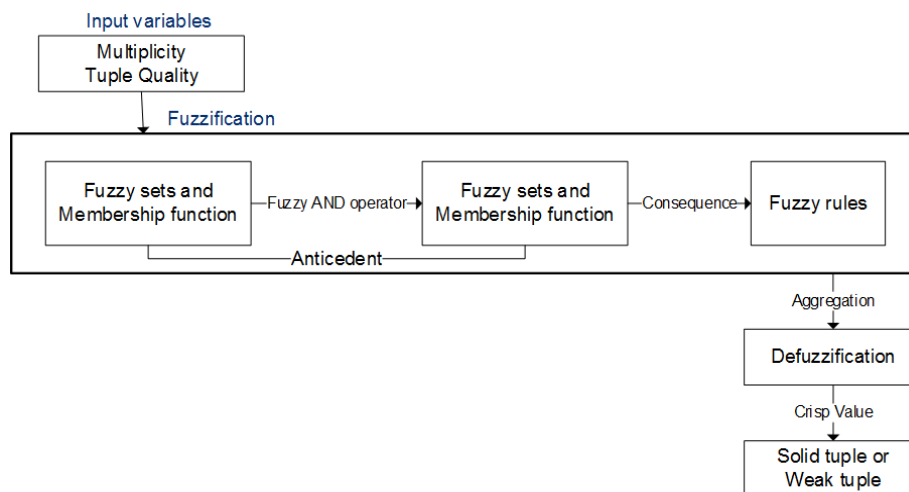 Input variables
Multiplicity
Tuple Quality
Fuzzification
Fuzzy sets and
Membership function
Fuzzy AND operator
Fuzzy sets and
Membership function
Consequence
Fuzzy rules
Anticedent
Aggregation
Defuzzification
Crisp Value
Solid tuple or
Weak tuple